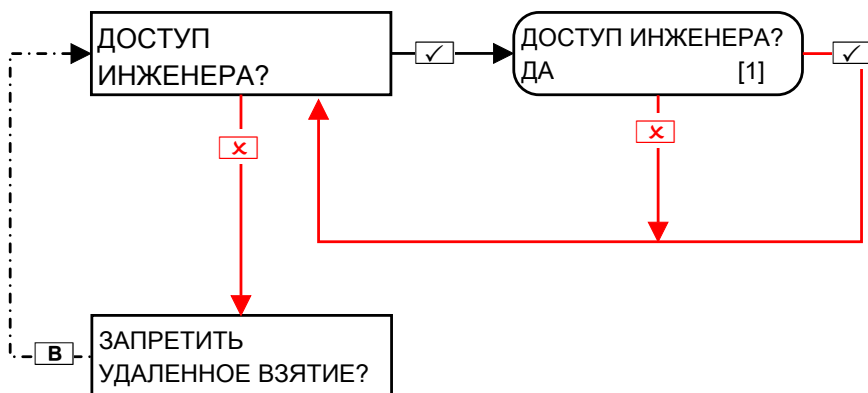 ДОСТУП
ИНЖЕНЕРА?
ДОСТУП ИНЖЕНЕРА?
ДА [1]
ЗАПРЕТИТЬ
УДАЛЕННОЕ ВЗЯТИЕ?
B